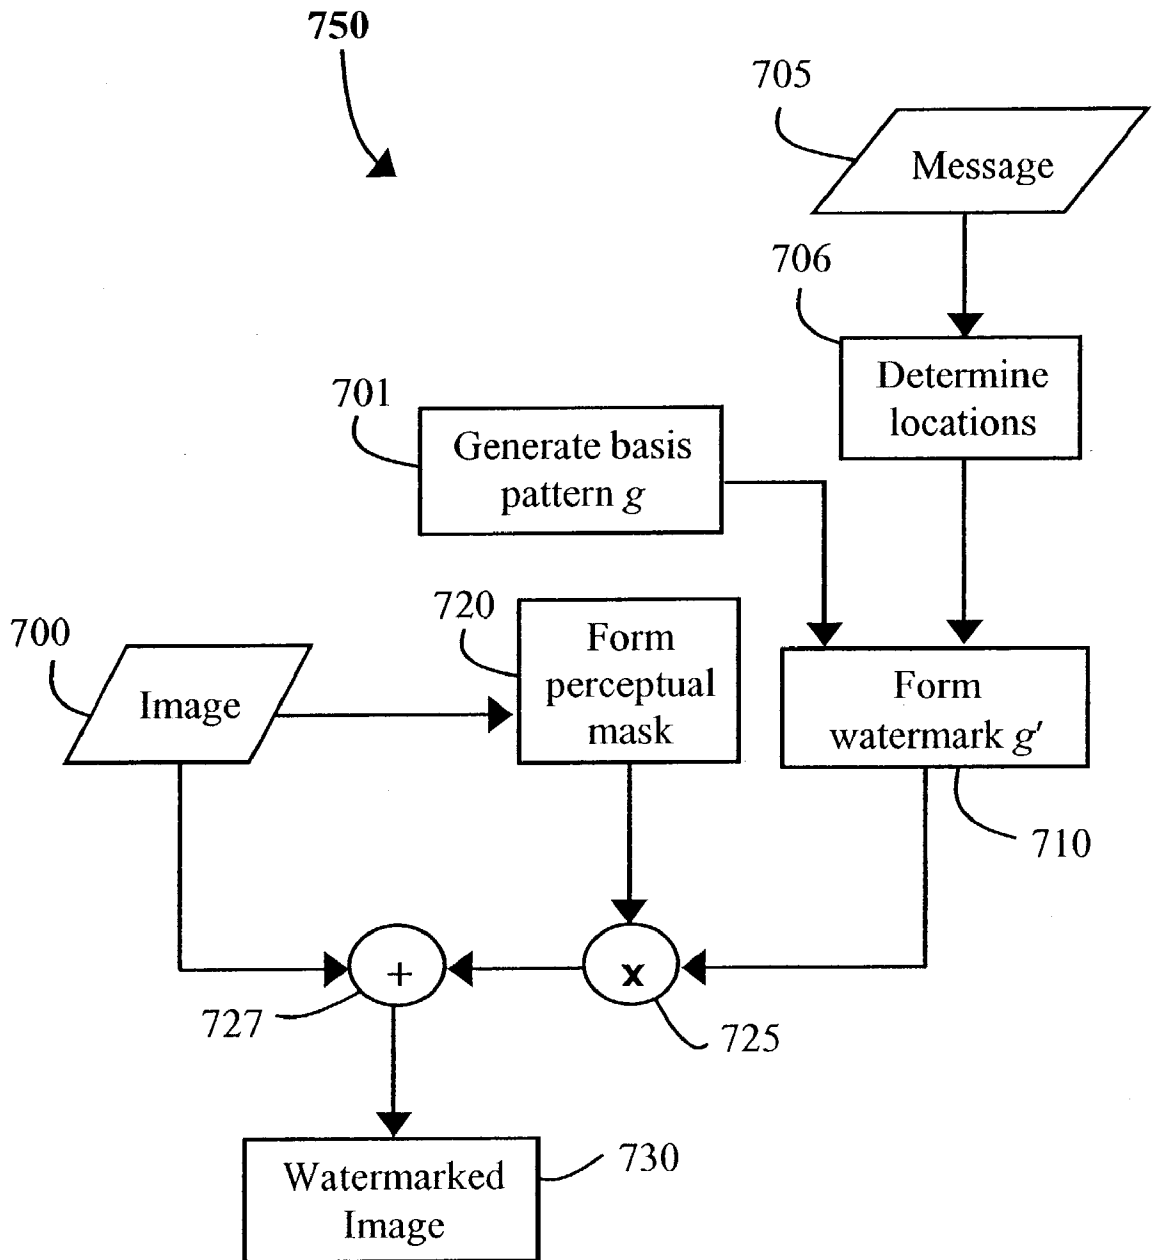 750
705
Message
706
Determine
locations
701
Generate basis
pattern g
720
Form
perceptual
mask
700
Image
Form
watermark g'
710
+
x
727
725
Watermarked
Image
730